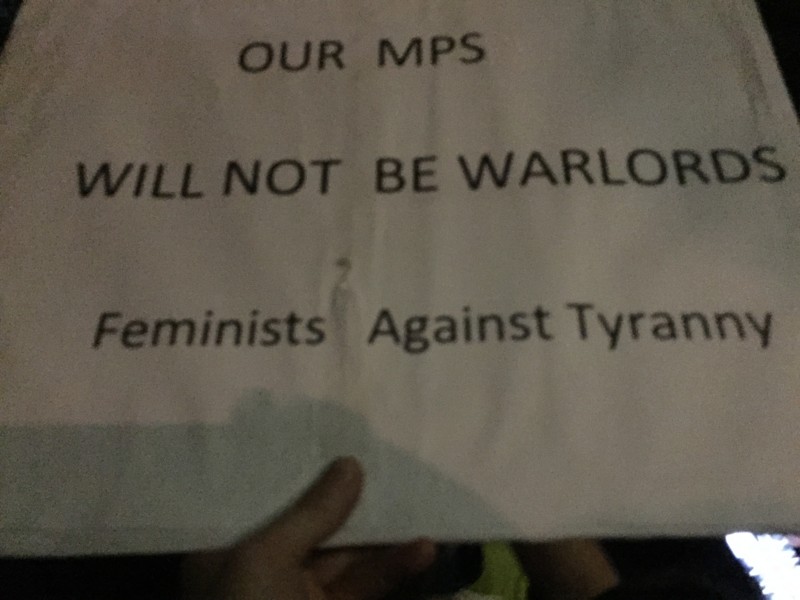 OUR MPS
WILL NOT BE WARLORDS
Feminists Against Tyranny